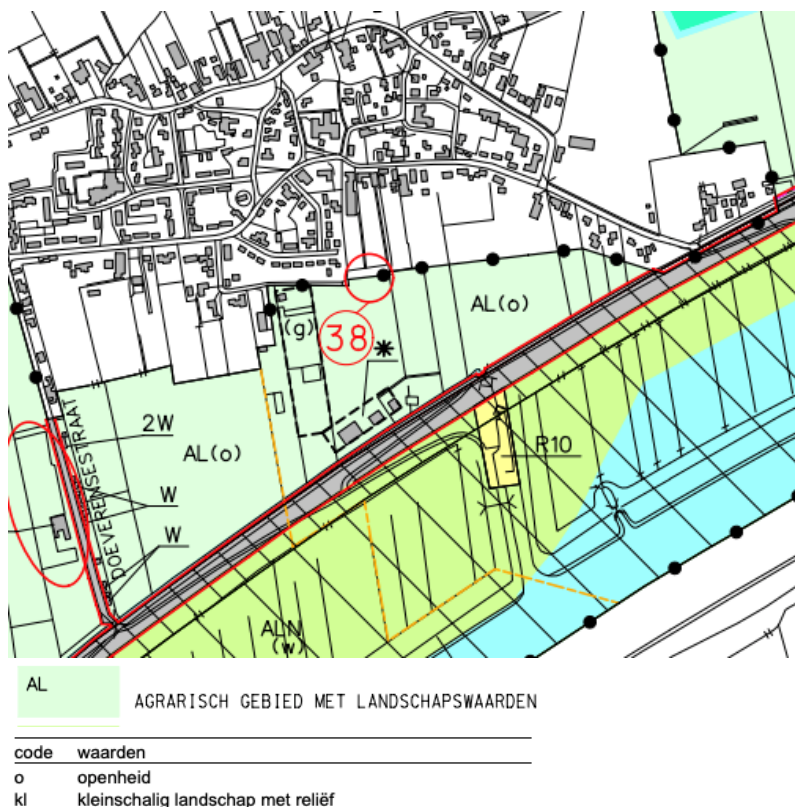 AL(o)
(g)
38
*
2W
AL(o)
R10
W
DOEVERENSESTRAAT
W
ALN
(w)
AL
AGRARISCH GEBIED MET LANDSCHAPSWAARDEN
code waarden
o openheid
kl kleinschalig landschap met reliëf